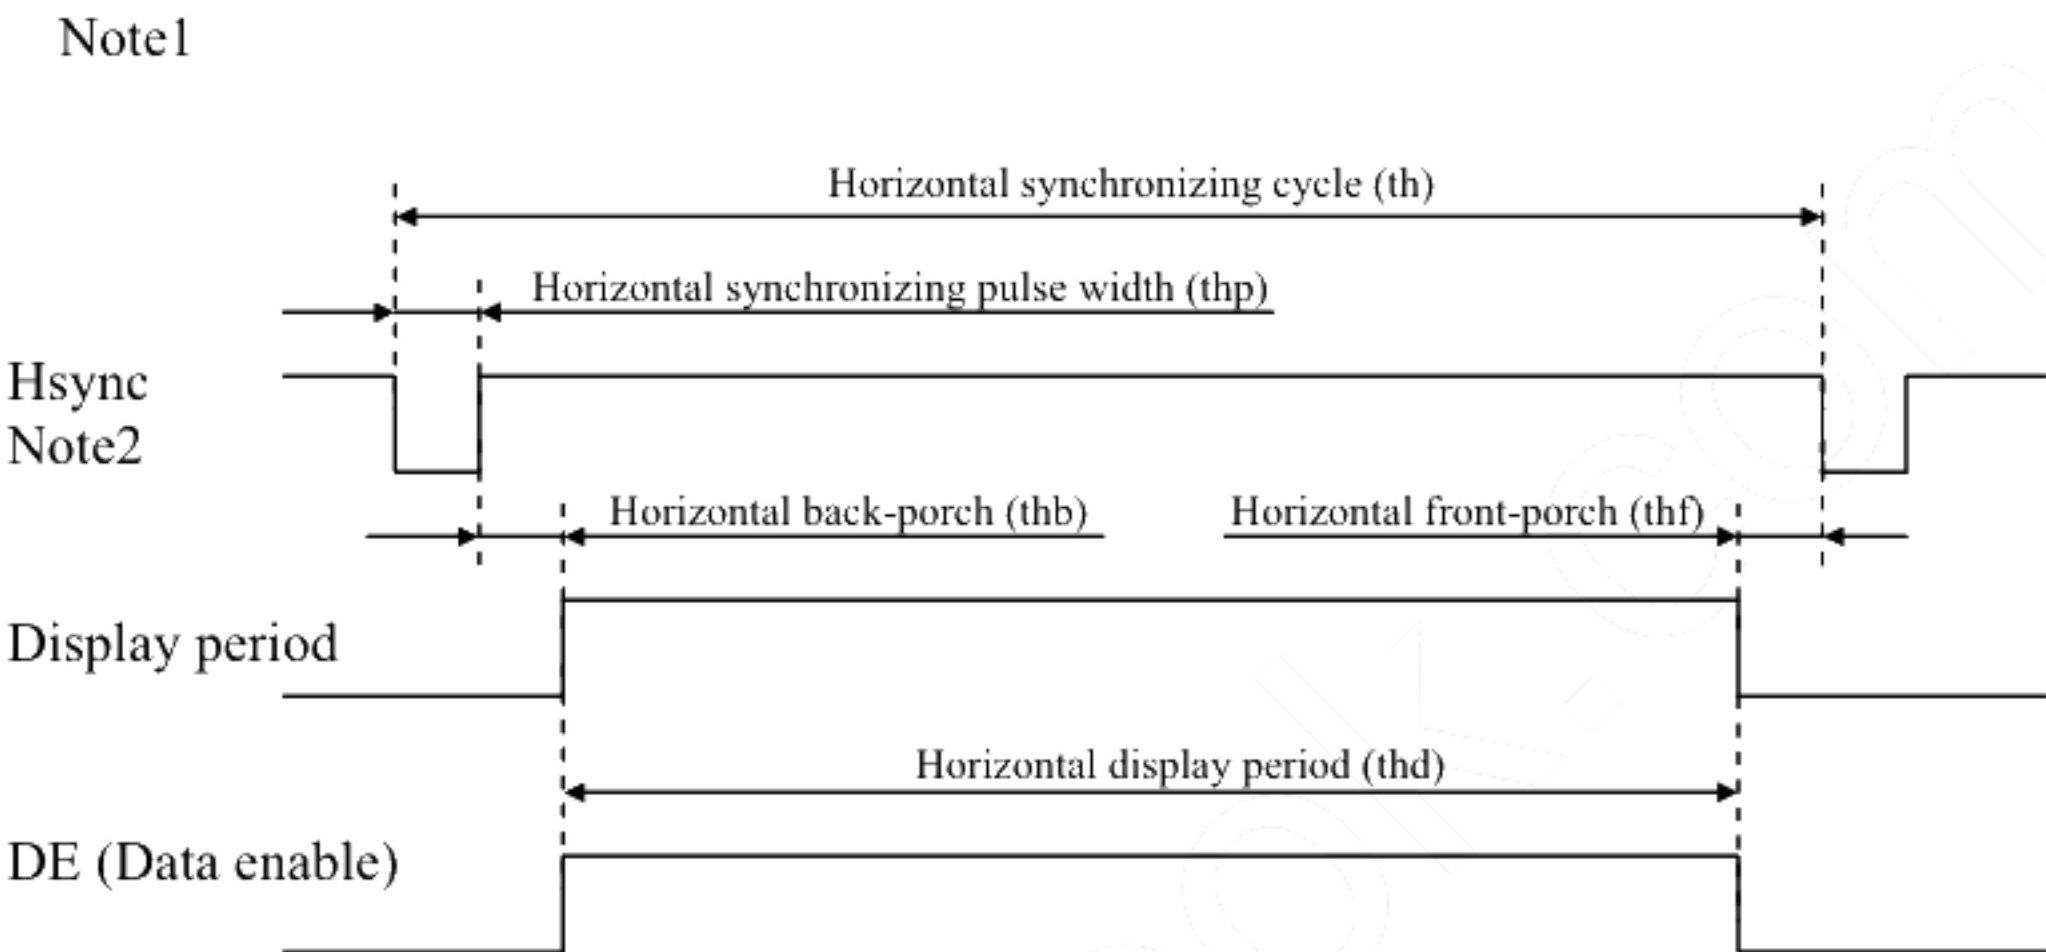 Note1
Horizontal synchronizing cycle (th)
Horizontal synchronizing pulse width (thp)
Hsync
Note2
Horizontal back-porch (thb)
Horizontal front-porch (thf)
Display period
Horizontal display period (thd)
DE (Data enable)